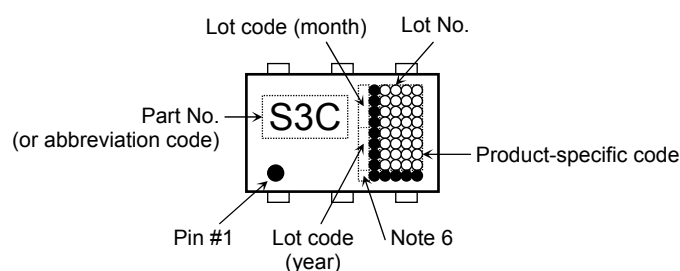 Lot code (month)
Lot No.
Part No.
(or abbreviation code)
S3C
Product-specific code
Pin #1
Lot code
(year)
Note 6